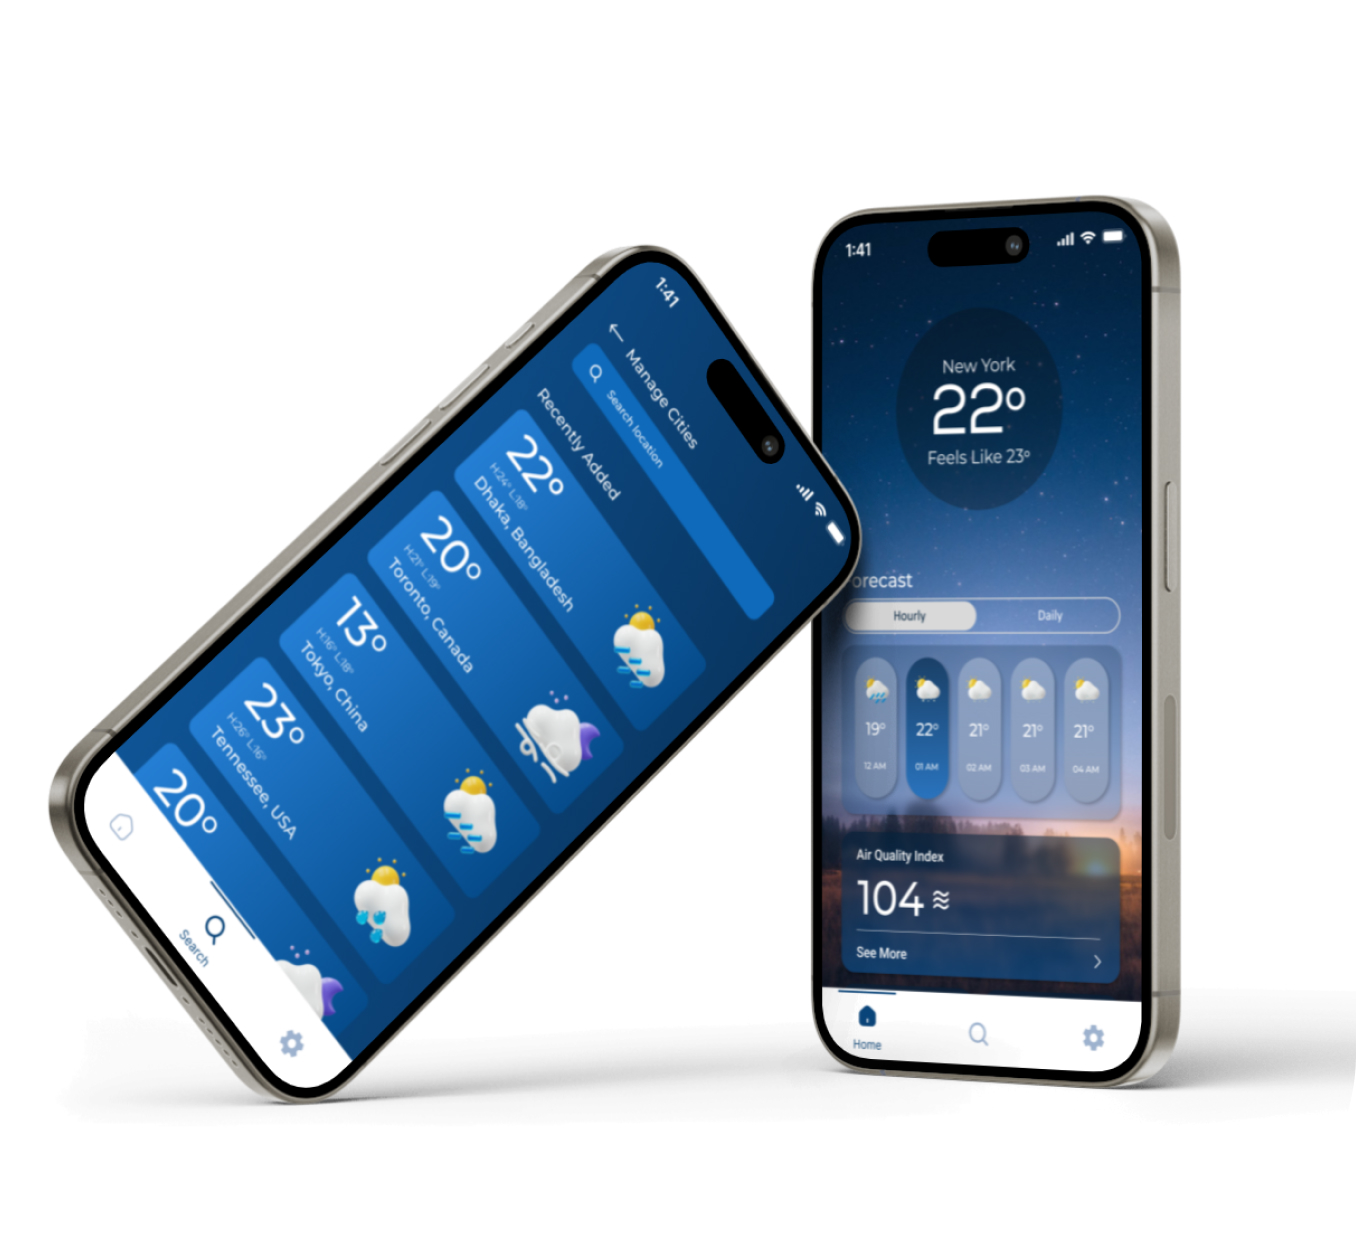 1:41
← Manage Cities
Search location
Recently Added
22°
H:24° L:18°
Dhaka, Bangladesh
20°
H:21° L:19°
Toronto, Canada
13°
H:16° L:18°
Tokyo, China
23°
H:26° L:16°
Tennessee, USA
20°
Search
1:41
New York
22°
Feels Like 23°
orecast
Hourly Daily
19° 22° 21° 21° 21°
12 AM 01 AM 02 AM 03 AM 04 AM
Air Quality Index
104
See More
Home